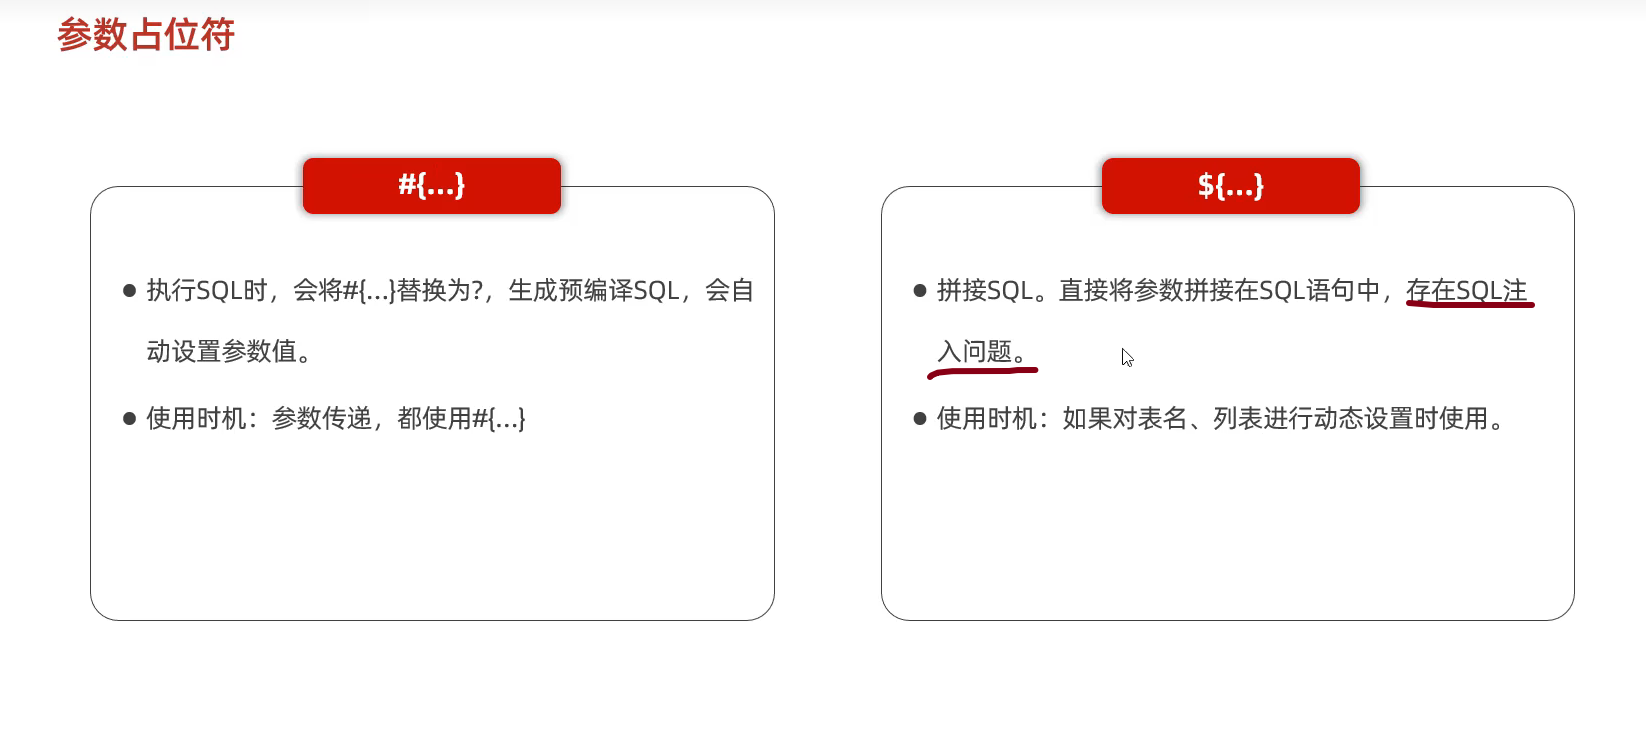 参数占位符
#{...}
执行SQL时，会将#{...}替换为?，生成预编译SQL，会自
动设置参数值。
使用时机：参数传递，都使用#{...}
${...}
拼接SQL。直接将参数拼接在SQL语句中，存在SQL注
入问题。
使用时机：如果对表名、列表进行动态设置时使用。